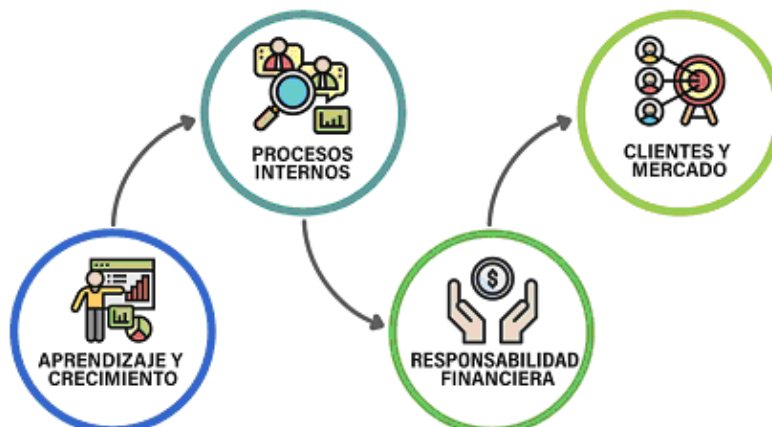 PROCESOS
INTERNOS
CLIENTES Y
MERCADO
$
APRENDIZAJE Y
CRECIMIENTO
RESPONSABILIDAD
FINANCIERA